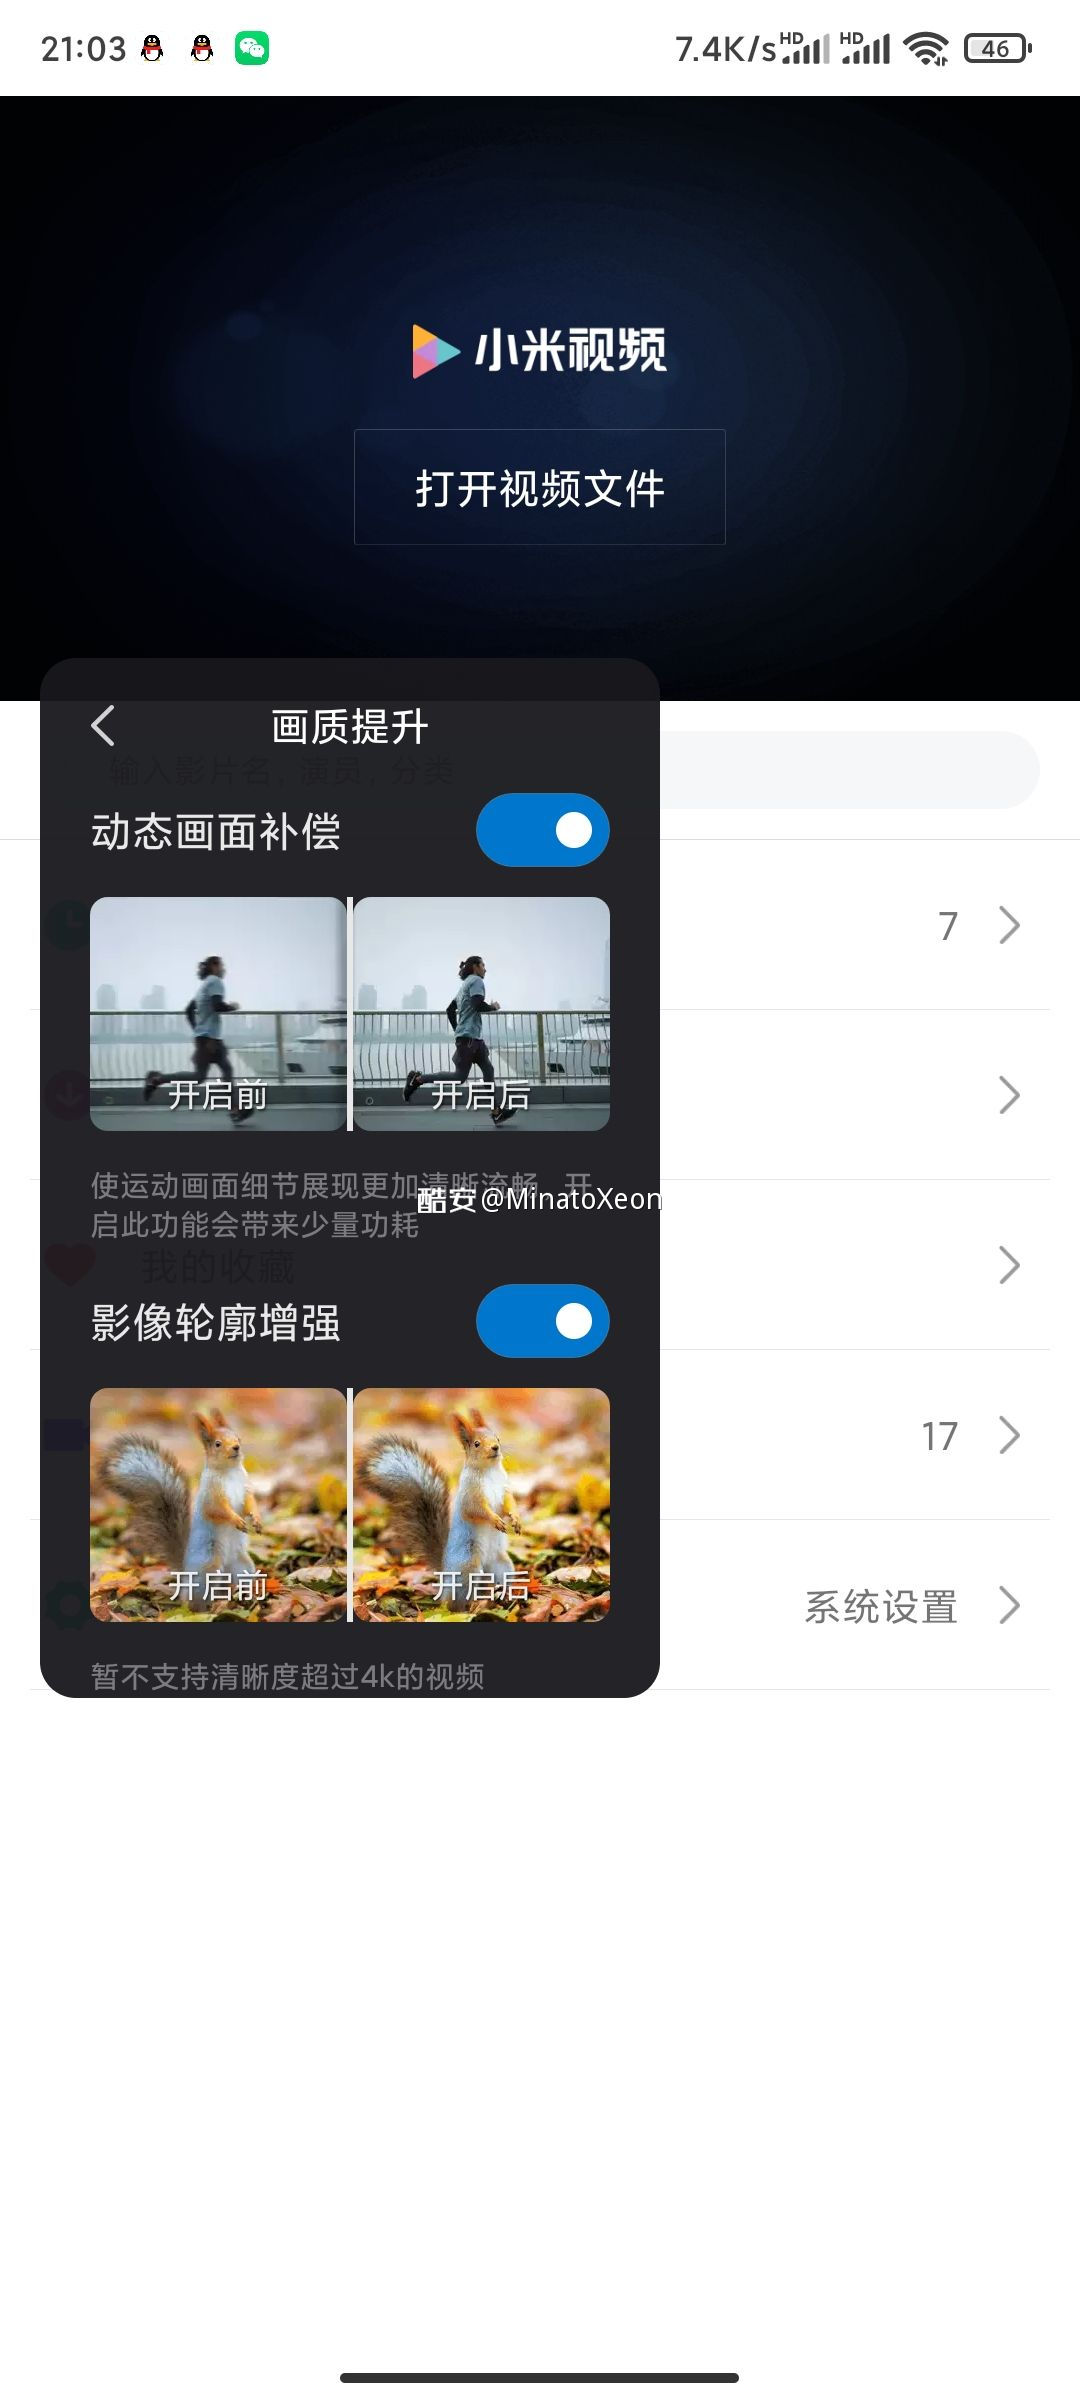 21:03
7.4K/s HD HD 46
小米视频
打开视频文件
画质提升
输入影片名，演员，分类
动态画面补偿
7
开启前
开启后
使运动画面细节展现更加清晰流畅，开
启此功能会带来少量功耗
酷安@MinatoXeon
我的收藏
影像轮廓增强
17
开启前
开启后
系统设置
暂不支持清晰度超过4k的视频